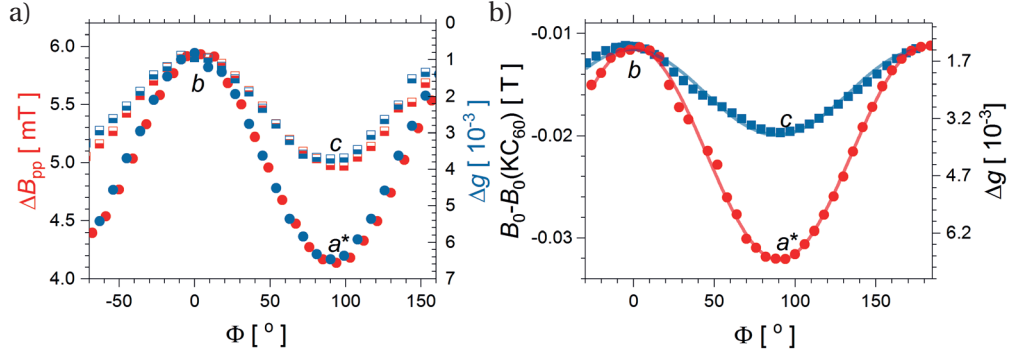 a)
6.0
5.5
5.0
4.5
4.0
ΔBpp [mT]
0
1
2
3
4
5
6
7
Δg [ 10-3]
b
c
a*
-50
0
50
100
150
Φ [ o ]
b)
-0.01
-0.02
-0.03
B0-B0(KC60) [T]
1.7
3.2
4.7
6.2
Δg [ 10-3]
b
c
a*
0
50
100
150
Φ [ o ]